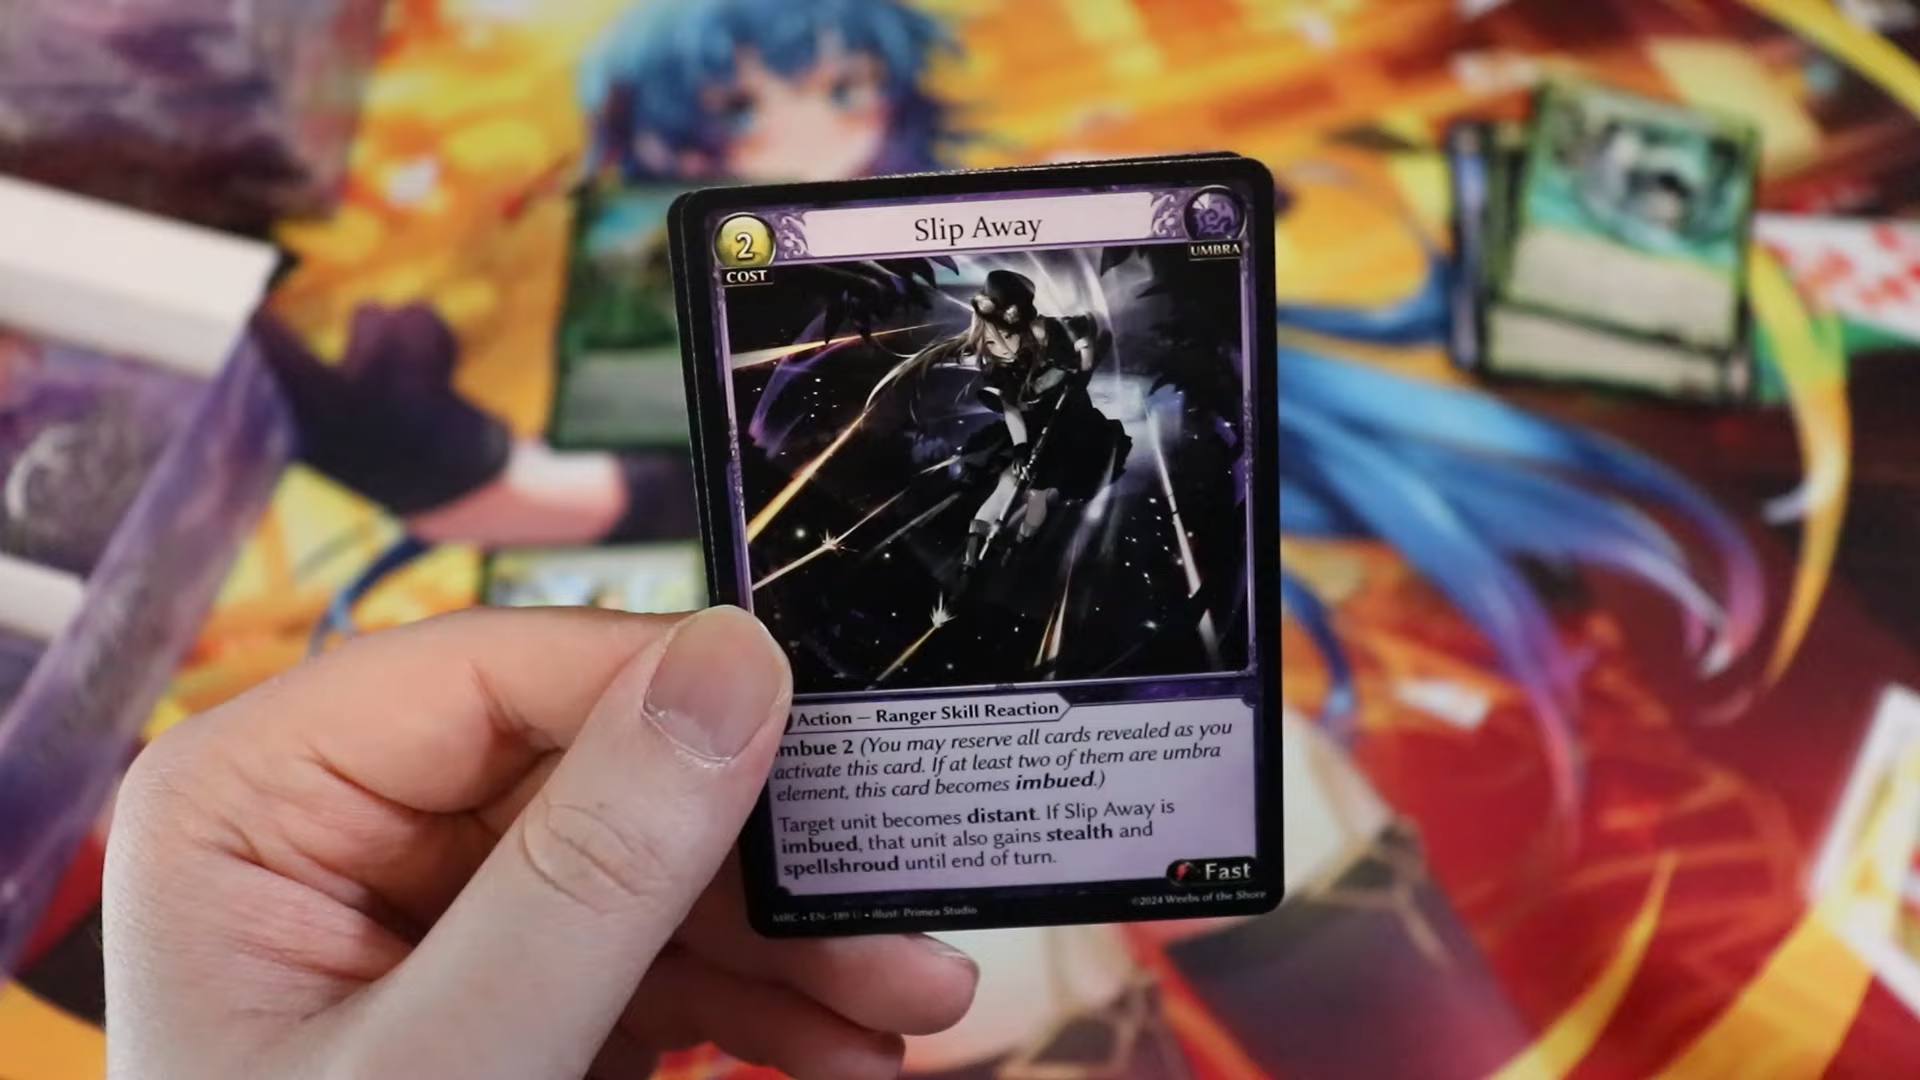 2
COST
Slip Away
UMBRA
Action — Ranger Skill Reaction
mbue 2 (You may reserve all cards revealed as you
activate this card. If at least two of them are umbra
element, this card becomes imbued.)
Target unit becomes distant. If Slip Away is
imbued, that unit also gains stealth and
spellshroud until end of turn.
Fast
MRC • EN-189 U • illust: Primea Studio
©2024 Weebs of the Shore